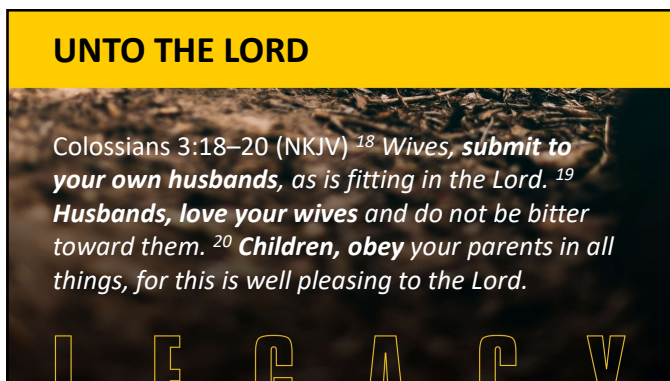 UNTO THE LORD
Colossians 3:18–20 (NKJV) 18 Wives, submit to
your own husbands, as is fitting in the Lord. 19
Husbands, love your wives and do not be bitter
toward them. 20 Children, obey your parents in all
things, for this is well pleasing to the Lord.
LEGACY